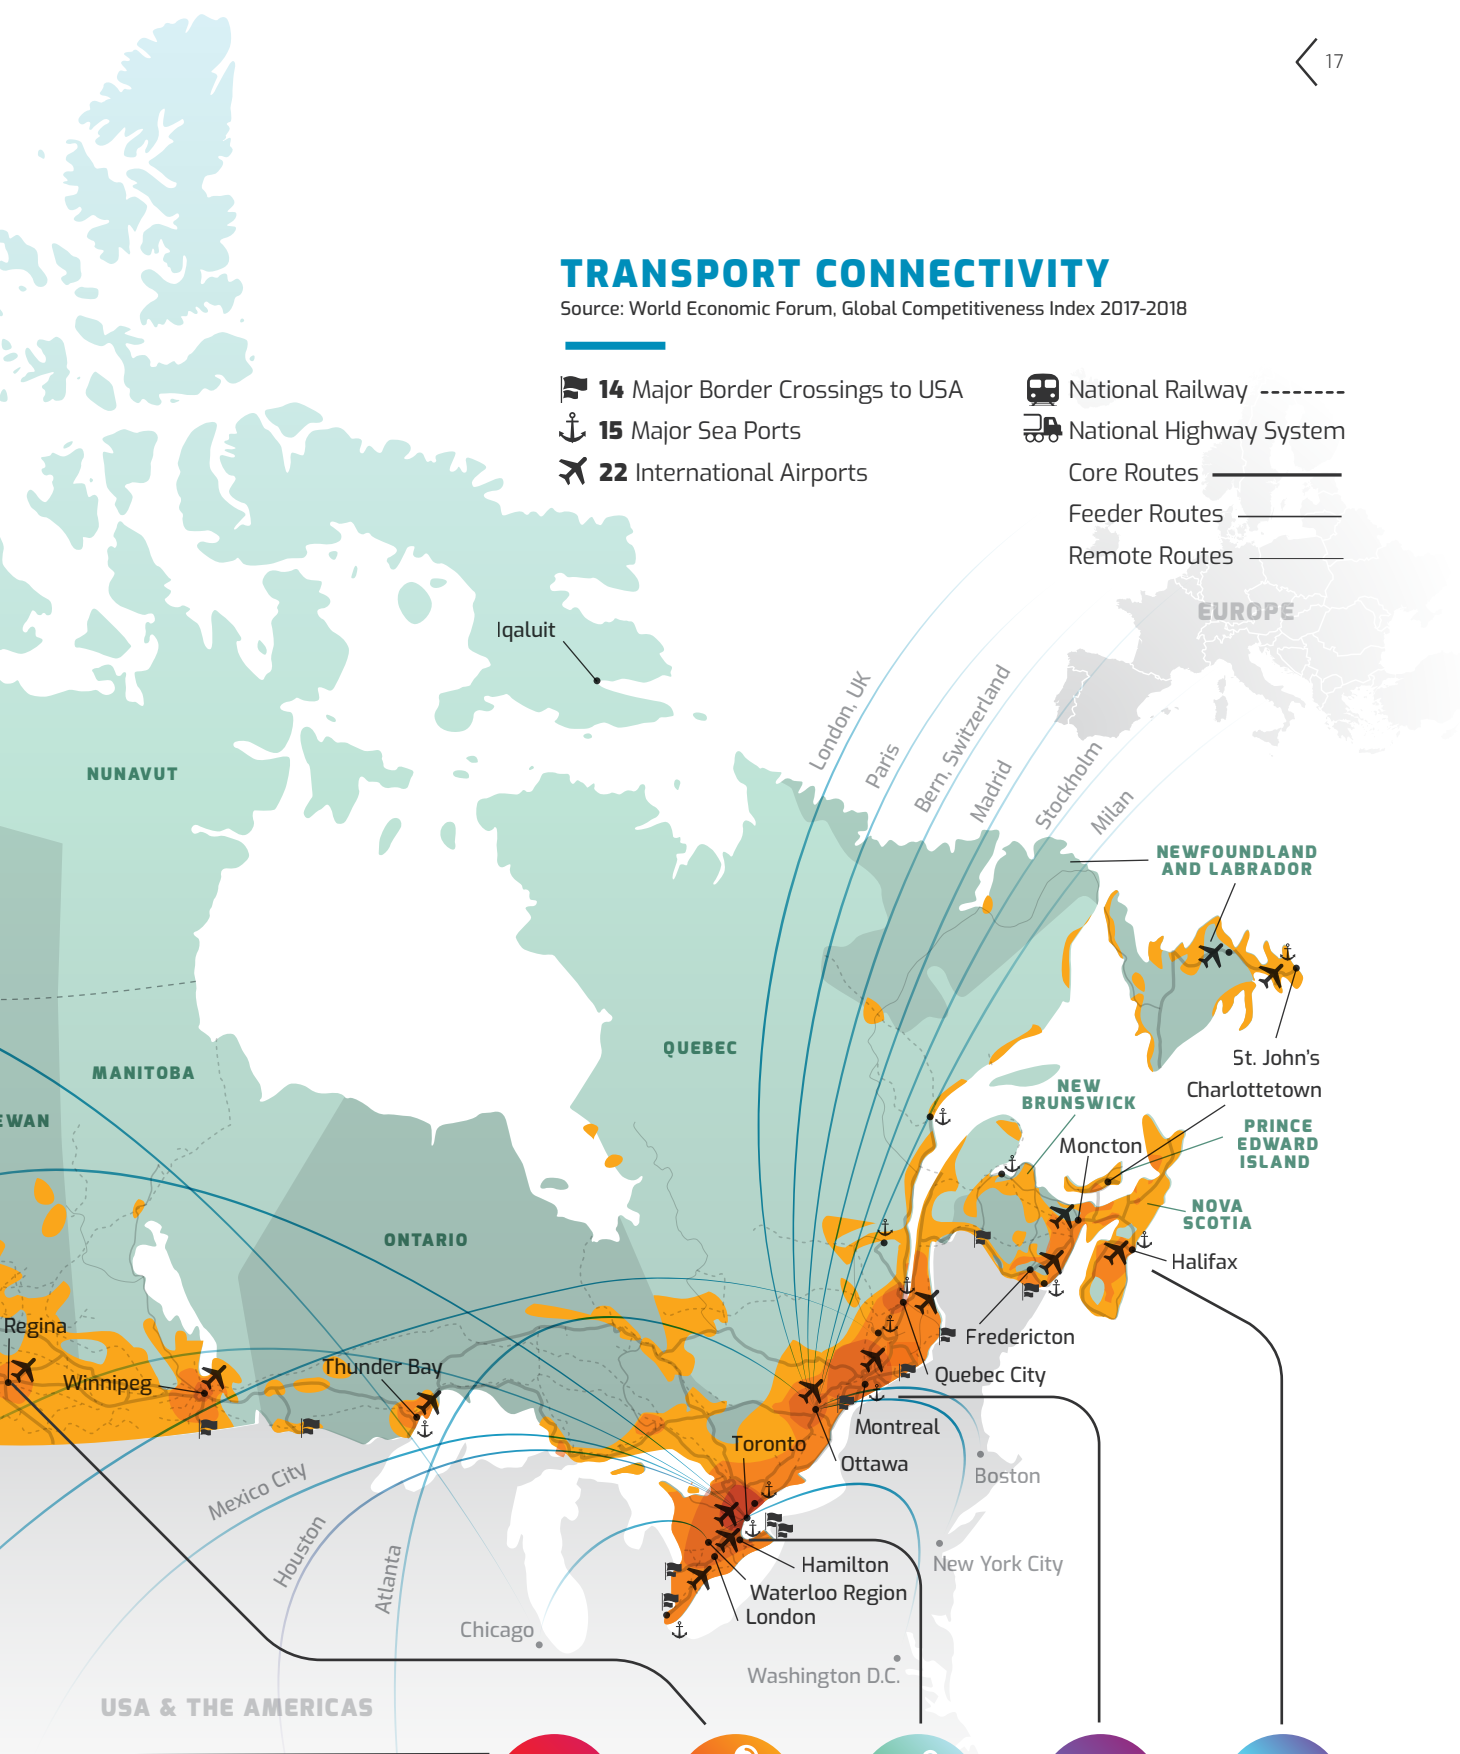 17
TRANSPORT CONNECTIVITY
Source: World Economic Forum, Global Competitiveness Index 2017-2018
14 Major Border Crossings to USA
15 Major Sea Ports
22 International Airports
National Railway
National Highway System
Core Routes
Feeder Routes
Remote Routes
EUROPE
Iqaluit
London, UK
Paris
Bern, Switzerland
Madrid
Stockholm
Milan
NUNAVUT
NEWFOUNDLAND
AND LABRADOR
QUEBEC
St. John's
MANITOBA
NEW
BRUNSWICK
Charlottetown
EWAN
PRINCE
EDWARD
ISLAND
Moncton
NOVA
SCOTIA
ONTARIO
Halifax
Regina
Fredericton
Winnipeg
Thunder Bay
Quebec City
Montreal
Toronto
Ottawa
Boston
Mexico City
Houston
Atlanta
Hamilton
New York City
Waterloo Region
London
Chicago
Washington D.C.
USA & THE AMERICAS